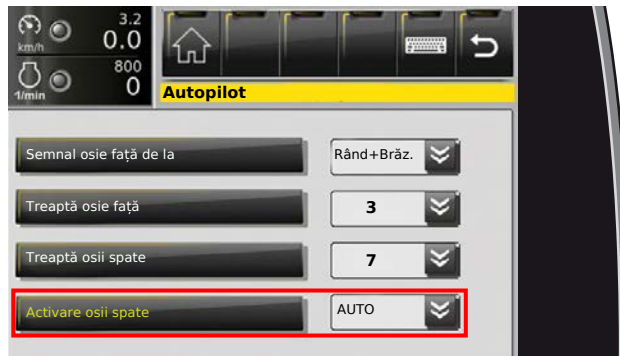 3.2
km/h 0.0
800
1/min 0
Autopilot
Semnal osie față de la Rând+Brăz.
Treaptă osie față 3
Treaptă osii spate 7
Activare osii spate AUTO